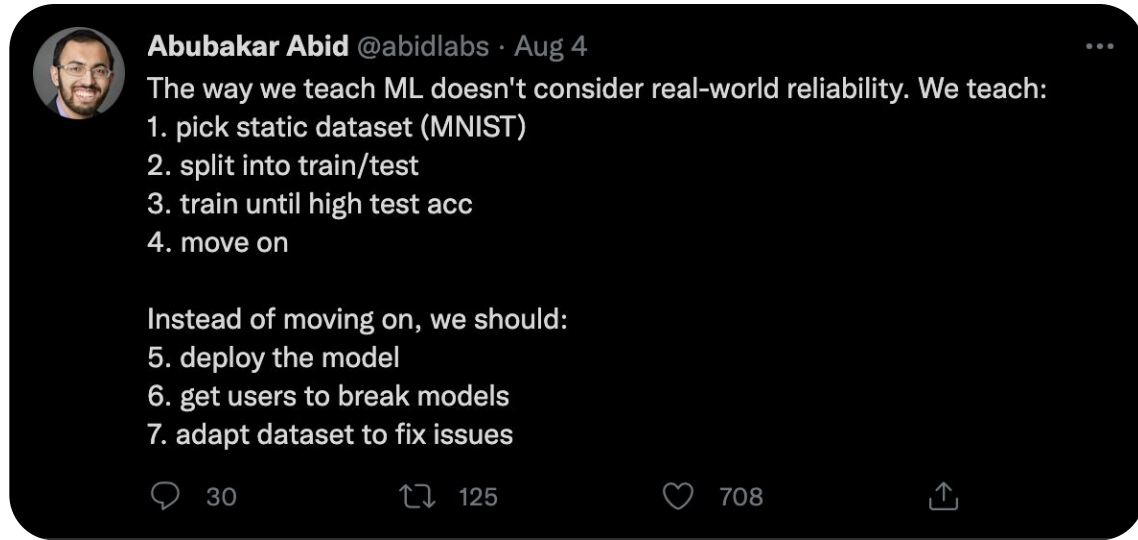 Abubakar Abid @abidlabs · Aug 4
The way we teach ML doesn't consider real-world reliability. We teach:
1. pick static dataset (MNIST)
2. split into train/test
3. train until high test acc
4. move on
Instead of moving on, we should:
5. deploy the model
6. get users to break models
7. adapt dataset to fix issues
30 125 708